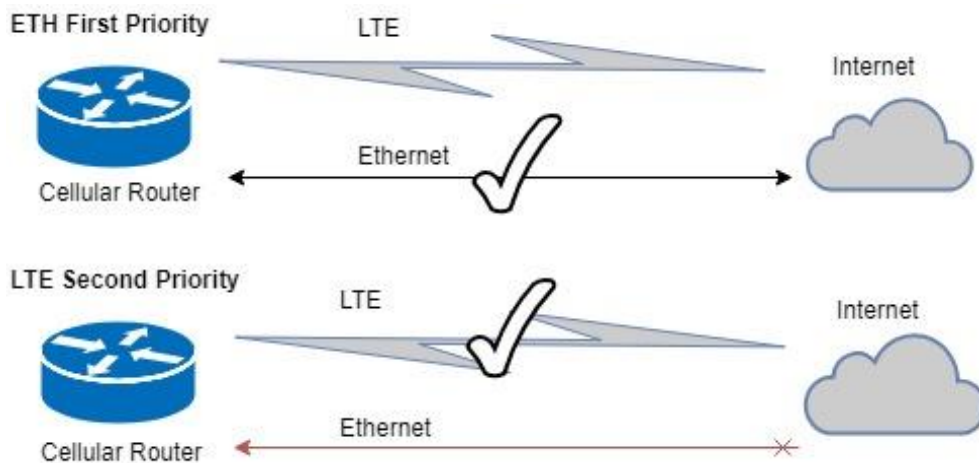 ETH First Priority
LTE
Internet
Ethernet
Cellular Router
LTE Second Priority
LTE
Internet
Ethernet
Cellular Router